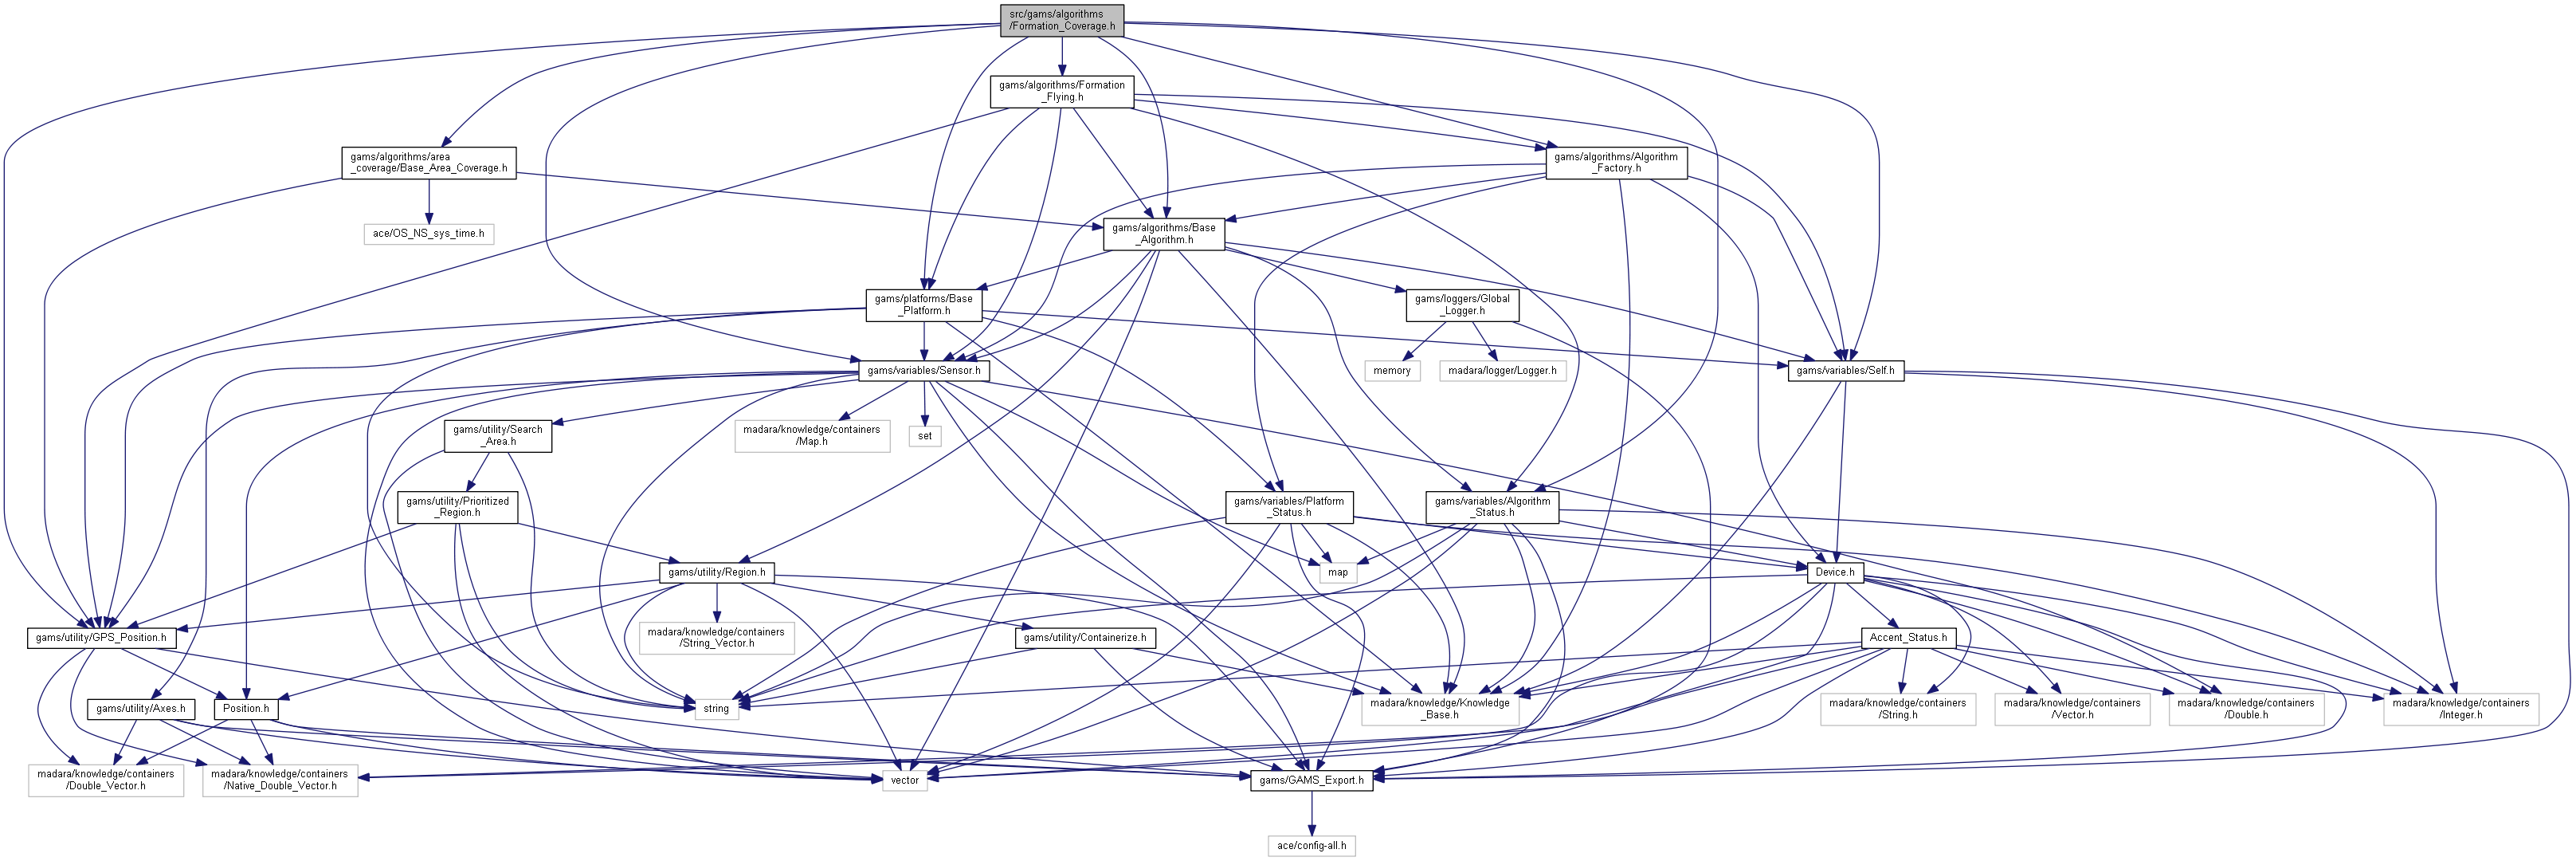 src/gams/algorithms
/Formation_Coverage.h
gams/algorithms/Formation
_Flying.h
gams/algorithms/area
_coverage/Base_Area_Coverage.h
gams/algorithms/Algorithm
_Factory.h
ace/OS_NS_sys_time.h
gams/algorithms/Base
_Algorithm.h
gams/platforms/Base
_Platform.h
gams/loggers/Global
_Logger.h
gams/variables/Sensor.h
memory
madara/logger/Logger.h
gams/variables/Self.h
gams/utility/Search
_Area.h
madara/knowledge/containers
/Map.h
set
gams/utility/Prioritized
_Region.h
gams/variables/Platform
_Status.h
gams/variables/Algorithm
_Status.h
gams/utility/Region.h
map
Device.h
gams/utility/GPS_Position.h
madara/knowledge/containers
/String_Vector.h
gams/utility/Containerize.h
Accent_Status.h
gams/utility/Axes.h
Position.h
string
madara/knowledge/Knowledge
_Base.h
madara/knowledge/containers
/String.h
madara/knowledge/containers
/Vector.h
madara/knowledge/containers
/Double.h
madara/knowledge/containers
/Integer.h
madara/knowledge/containers
/Double_Vector.h
madara/knowledge/containers
/Native_Double_Vector.h
vector
gams/GAMS_Export.h
ace/config-all.h